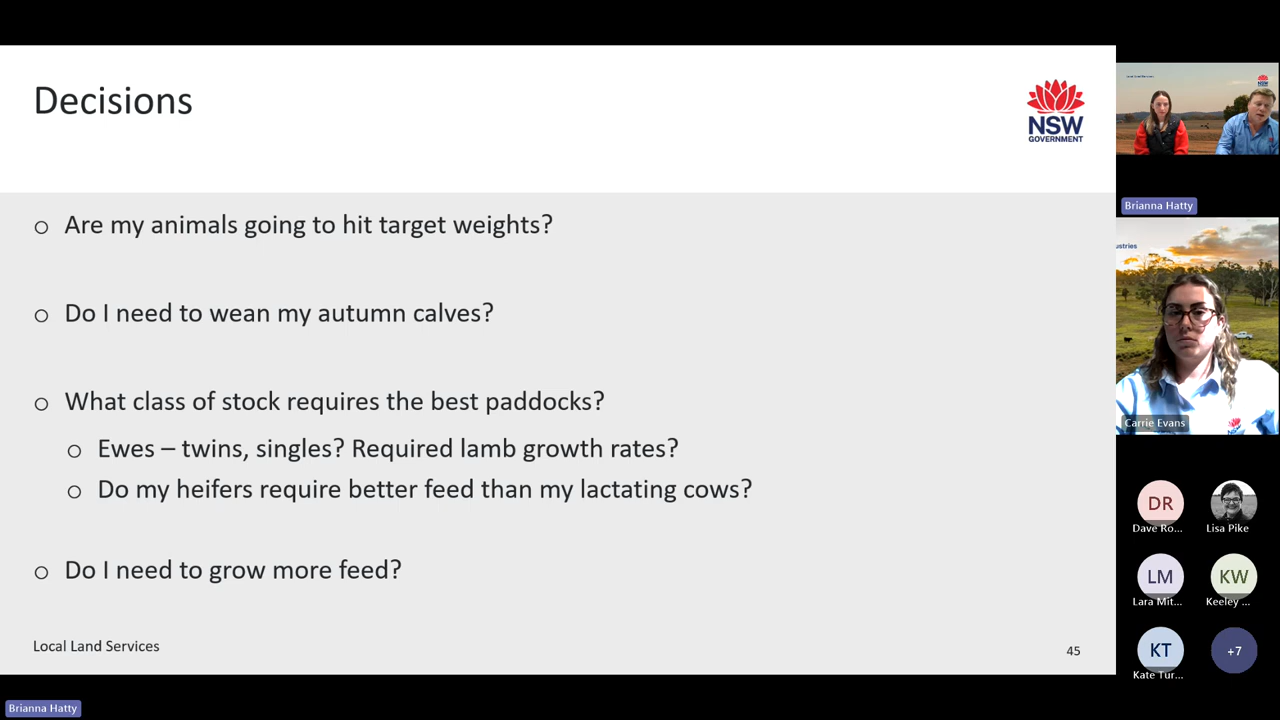 Decisions
NSW
GOVERNMENT
Are my animals going to hit target weights?
Do I need to wean my autumn calves?
What class of stock requires the best paddocks?
Ewes – twins, singles? Required lamb growth rates?
Do my heifers require better feed than my lactating cows?
Do I need to grow more feed?
Local Land Services
45
Brianna Hatty
Brianna Hatty
ustries
Carrie Evans
DR
Dave Ro...
Lisa Pike
LM
Lara Mit...
KW
Keeley ...
KT
Kate Tur...
+7